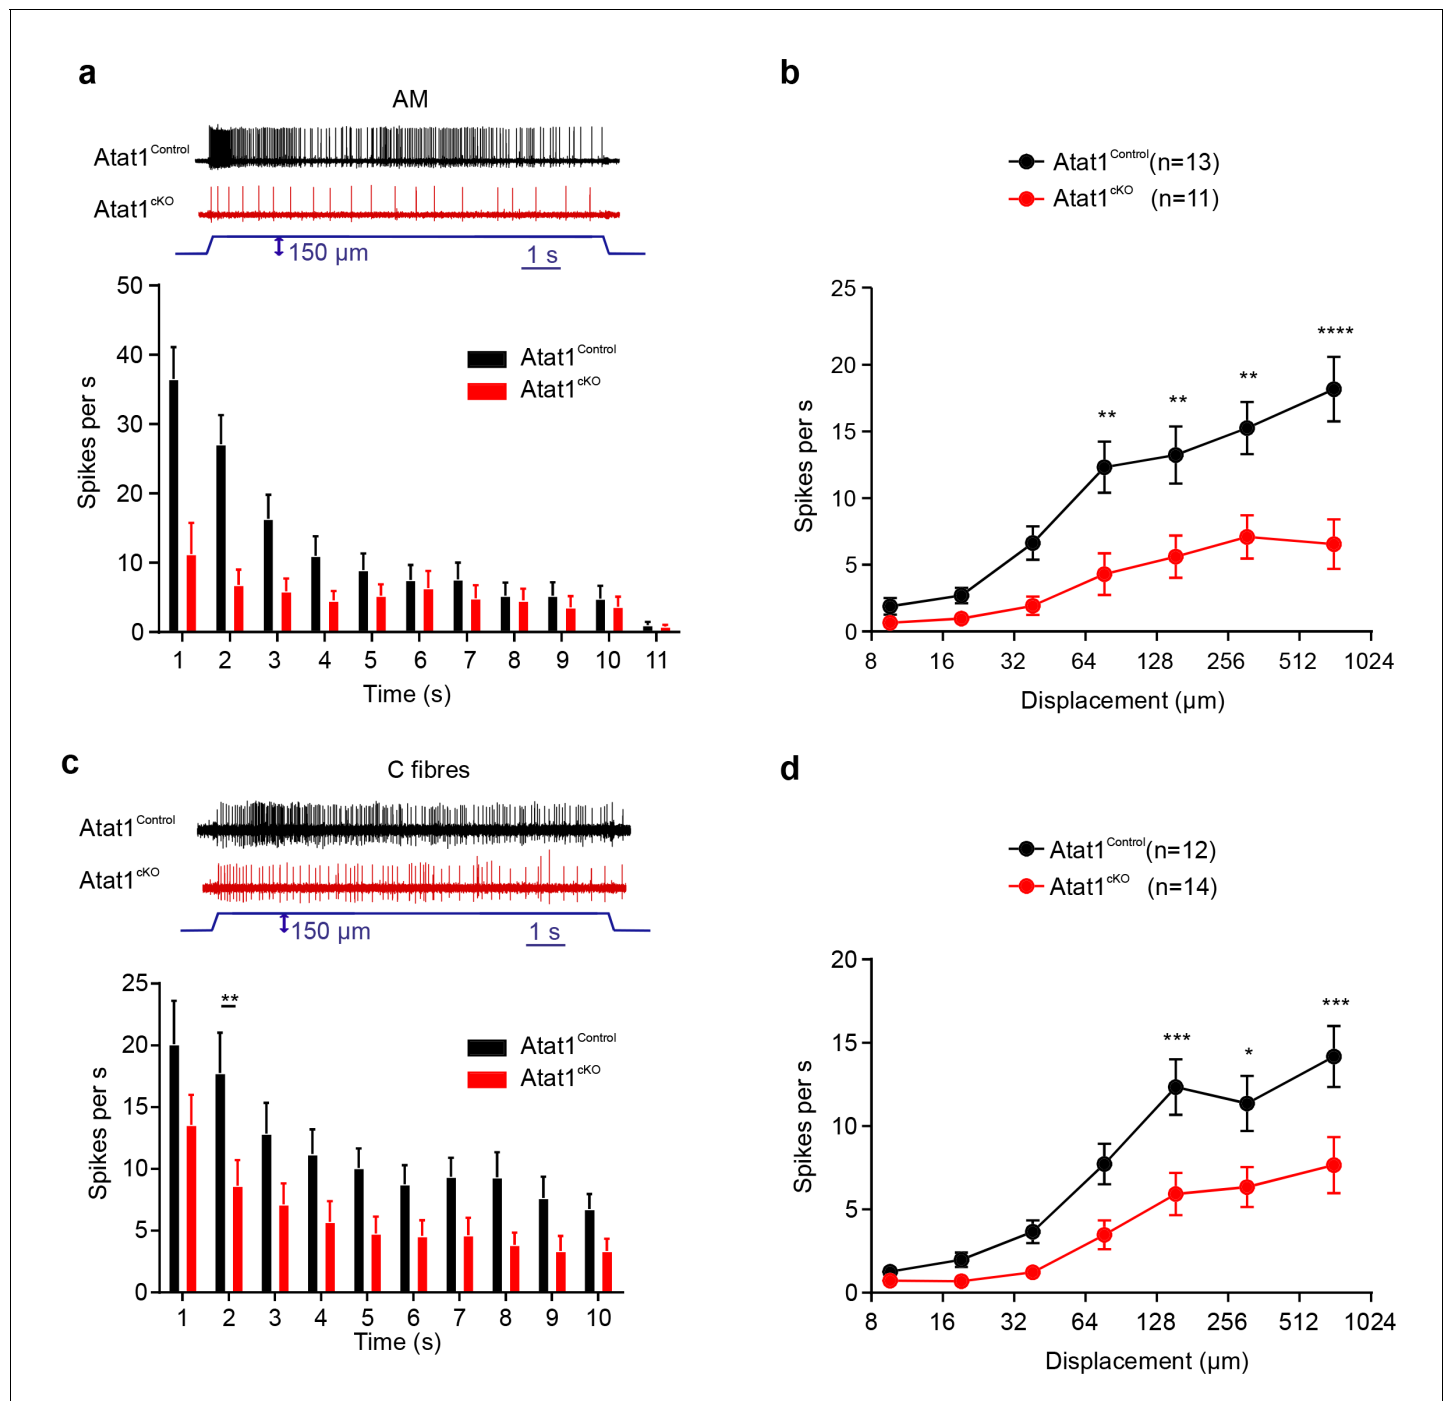 a
AM
Atat1Control
Atat1cKO
150 µm
1 s
50
40
30
20
10
0
Spikes per s
Atat1Control
Atat1cKO
1 2 3 4 5 6 7 8 9 10 11
Time (s)
b
Atat1Control(n=13)
Atat1cKO (n=11)
25
20
15
10
5
0
Spikes per s
**
**
**
****
8 16 32 64 128 256 512 1024
Displacement (µm)
c
C fibres
Atat1Control
Atat1cKO
150 µm
1 s
25
20
15
10
5
0
Spikes per s
**
Atat1Control
Atat1cKO
1 2 3 4 5 6 7 8 9 10
Time (s)
d
Atat1Control(n=12)
Atat1cKO (n=14)
20
15
10
5
0
Spikes per s
***
*
***
8 16 32 64 128 256 512 1024
Displacement (µm)